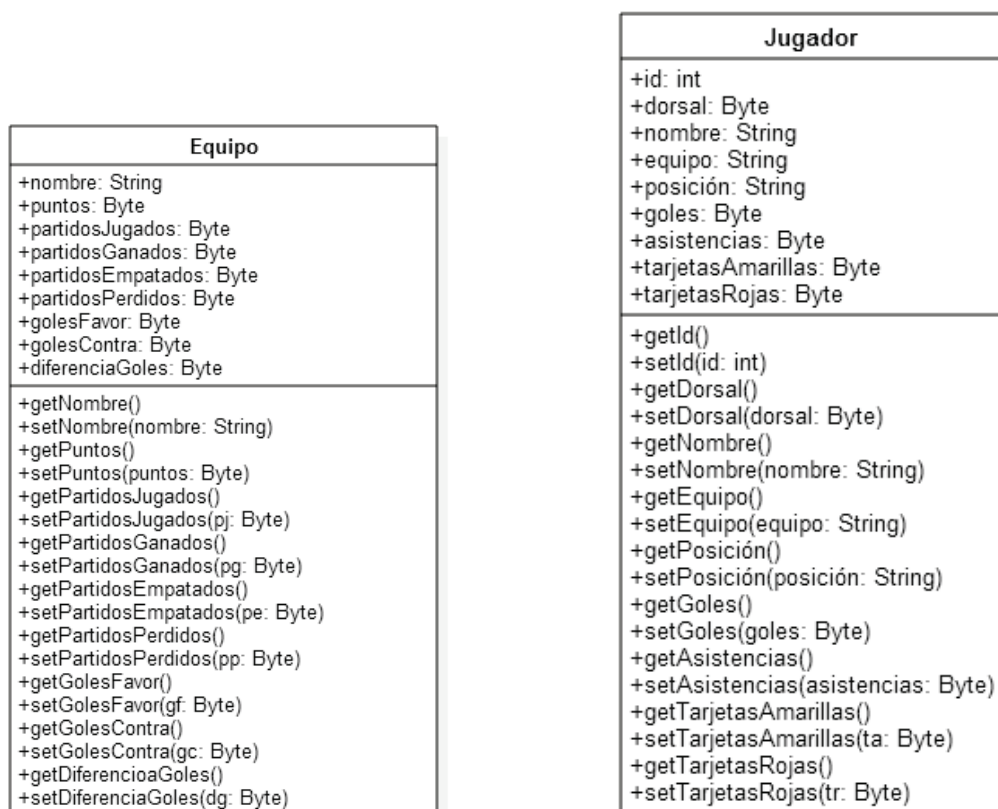 Equipo
+nombre: String
+puntos: Byte
+partidosJugados: Byte
+partidosGanados: Byte
+partidosEmpatados: Byte
+partidosPerdidos: Byte
+golesFavor: Byte
+golesContra: Byte
+diferenciaGoles: Byte
+getNombre()
+setNombre(nombre: String)
+getPuntos()
+setPuntos(puntos: Byte)
+getPartidosJugados()
+setPartidosJugados(pj: Byte)
+getPartidosGanados()
+setPartidosGanados(pg: Byte)
+getPartidosEmpatados()
+setPartidosEmpatados(pe: Byte)
+getPartidosPerdidos()
+setPartidosPerdidos(pp: Byte)
+getGolesFavor()
+setGolesFavor(gf: Byte)
+getGolesContra()
+setGolesContra(gc: Byte)
+getDiferencioaGoles()
+setDiferenciaGoles(dg: Byte)
Jugador
+id: int
+dorsal: Byte
+nombre: String
+equipo: String
+posición: String
+goles: Byte
+asistencias: Byte
+tarjetasAmarillas: Byte
+tarjetasRojas: Byte
+getId()
+setId(id: int)
+getDorsal()
+setDorsal(dorsal: Byte)
+getNombre()
+setNombre(nombre: String)
+getEquipo()
+setEquipo(equipo: String)
+getPosición()
+setPosición(posición: String)
+getGoles()
+setGoles(goles: Byte)
+getAsistencias()
+setAsistencias(asistencias: Byte)
+getTarjetasAmarillas()
+setTarjetasAmarillas(ta: Byte)
+getTarjetasRojas()
+setTarjetasRojas(tr: Byte)